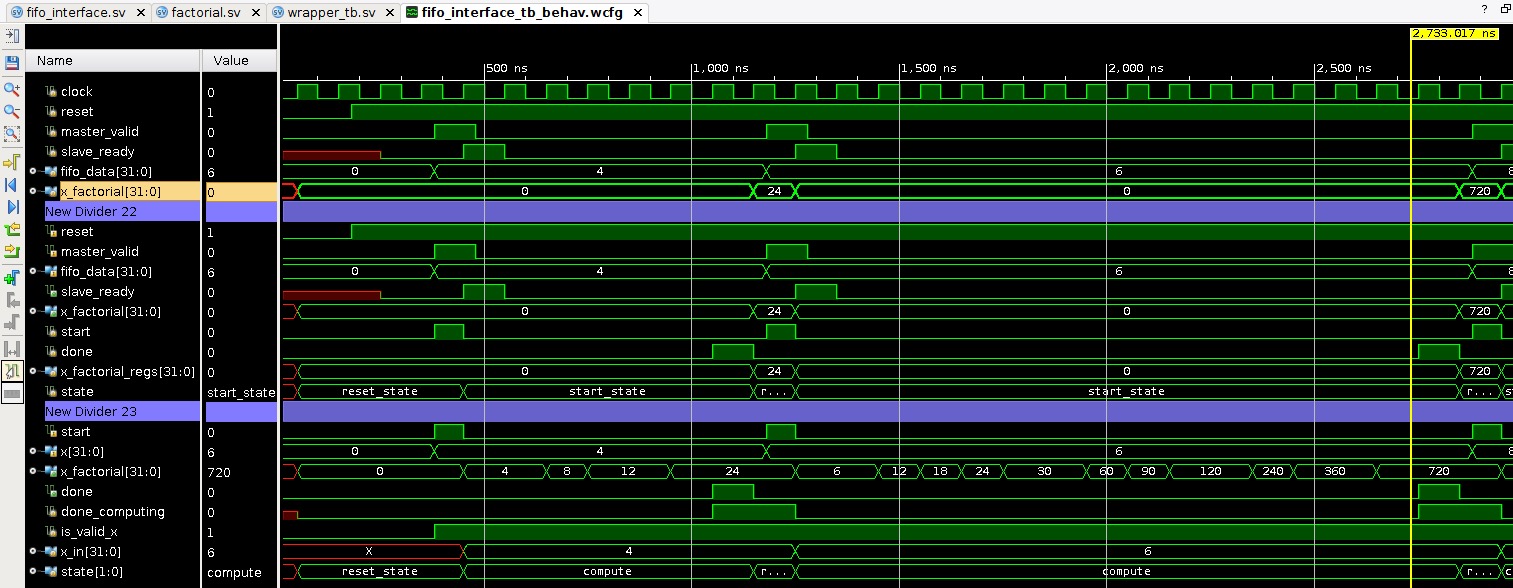 fifo_interface.sv × factorial.sv × wrapper_tb.sv × fifo_interface_tb_behav.wcfg × ?
2,733.017 ns
Name Value
500 ns 1,000 ns 1,500 ns 2,000 ns 2,500 ns
clock 0
reset 1
master_valid 0
slave_ready 0
fifo_data[31:0] 6 0 4 6 8
x_factorial[31:0] 0 0 24 0 720
New Divider 22
reset 1
master_valid 0
fifo_data[31:0] 6 0 4 6 8
slave_ready 0
x_factorial[31:0] 0 0 24 0 720
start 0
done 0
x_factorial_regs[31:0] 0 0 24 0 720
state start_state reset_state start_state r... start_state r... s
New Divider 23
start 0
x[31:0] 6 0 4 6 8
x_factorial[31:0] 720 0 4 8 12 24 6 12 18 24 30 60 90 120 240 360 720
done 0
done_computing 0
is_valid_x 1
x_in[31:0] 6 X 4 6
state[1:0] compute reset_state compute r... compute r... c